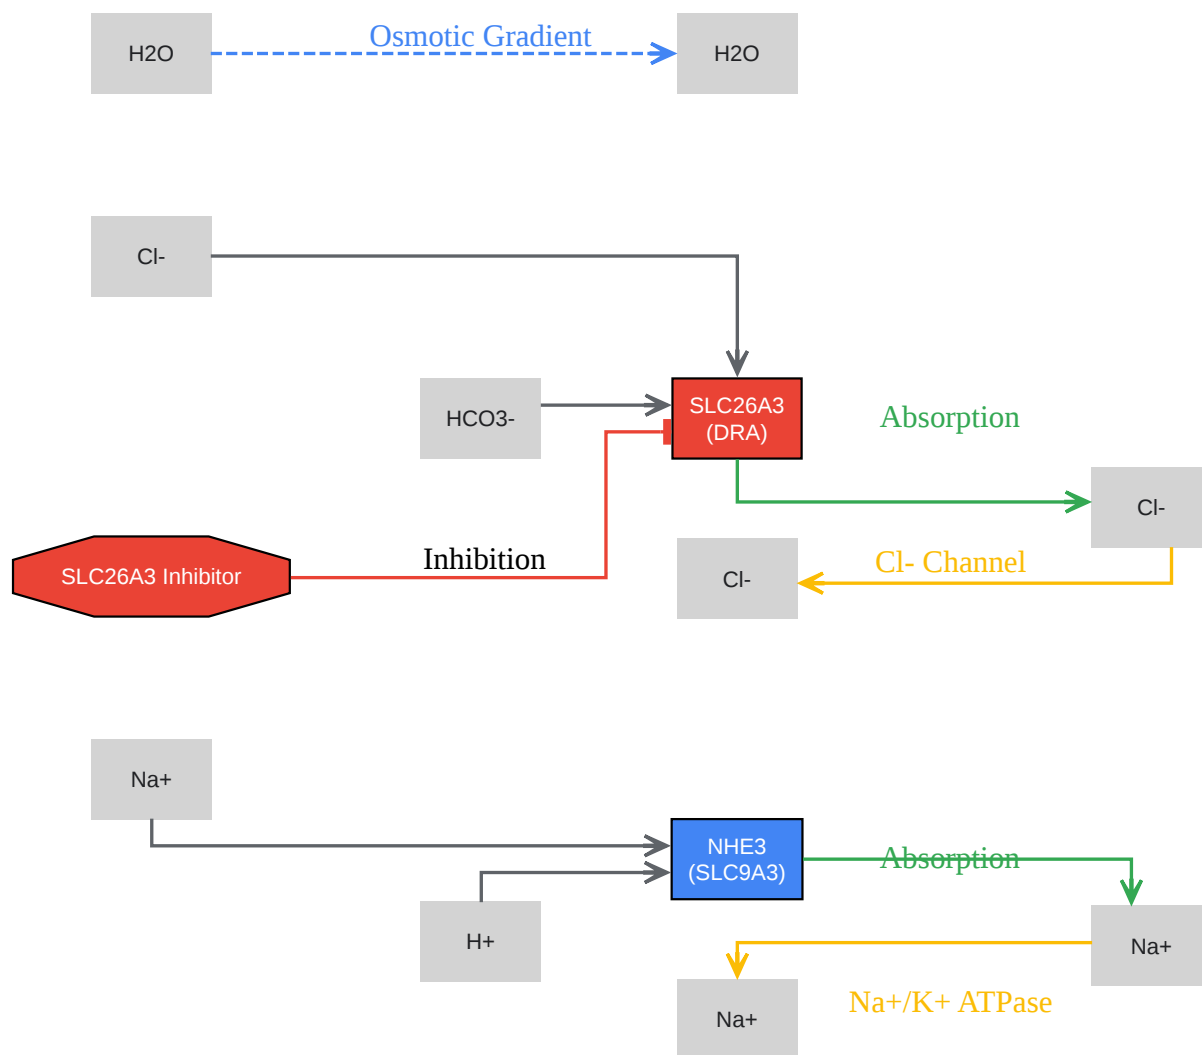 Osmotic Gradient
H2O
H2O
Cl-
HCO3-
SLC26A3
(DRA)
Absorption
Cl-
Inhibition
Cl- Channel
SLC26A3 Inhibitor
Cl-
Na+
NHE3
(SLC9A3)
Absorption
H+
Na+
Na+/K+ ATPase
Na+